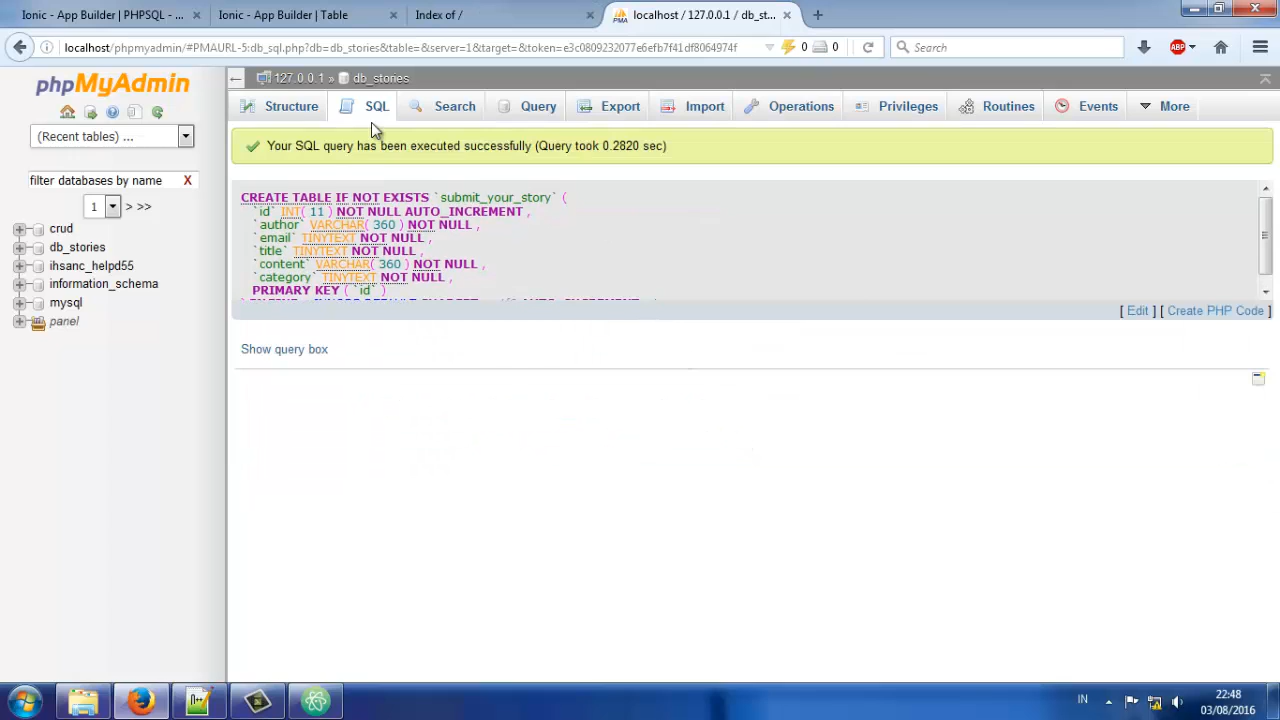 Ionic - App Builder | PHPSQL - ...
Ionic - App Builder | Table
Index of /
localhost / 127.0.0.1 / db_st...
localhost/phpmyadmin/#PMAURL-5:db_sql.php?db=db_stories&table=&server=1&target=&token=e3c0809232077e6efb7f41df8064974f
Search
ABP
phpMyAdmin
(Recent tables) ...
filter databases by name X
1 > >>
crud
db_stories
ihsanc_helpd55
information_schema
mysql
panel
127.0.0.1 » db_stories
Structure SQL Search Query Export Import Operations Privileges Routines Events More
Your SQL query has been executed successfully (Query took 0.2820 sec)
CREATE TABLE IF NOT EXISTS `submit_your_story` (
`id` INT( 11 ) NOT NULL AUTO_INCREMENT ,
`author` VARCHAR( 360 ) NOT NULL ,
`email` TINYTEXT NOT NULL ,
`title` TINYTEXT NOT NULL ,
`content` VARCHAR( 360 ) NOT NULL ,
`category` TINYTEXT NOT NULL ,
PRIMARY KEY ( `id` )
[ Edit ] [ Create PHP Code ]
Show query box
IN
22:48
03/08/2016